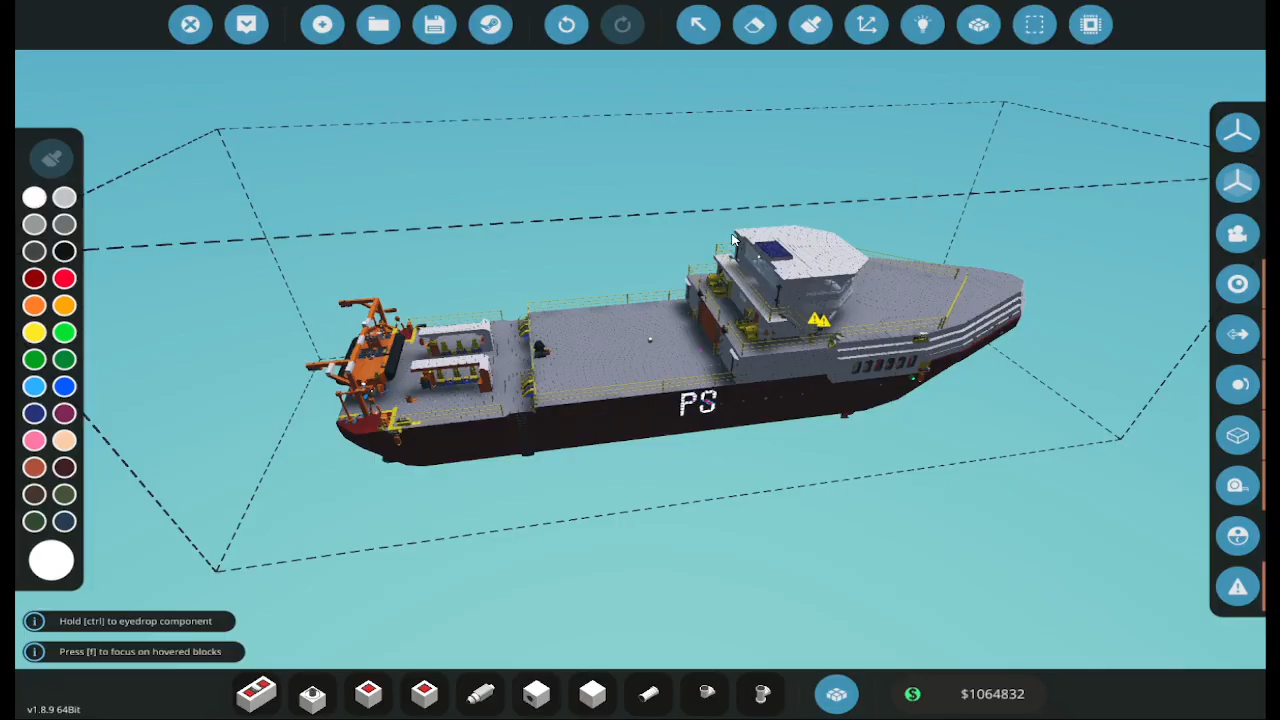 PS
Hold [ctrl] to eyedrop component
Press [f] to focus on hovered blocks
v1.8.9 64Bit
$1064832